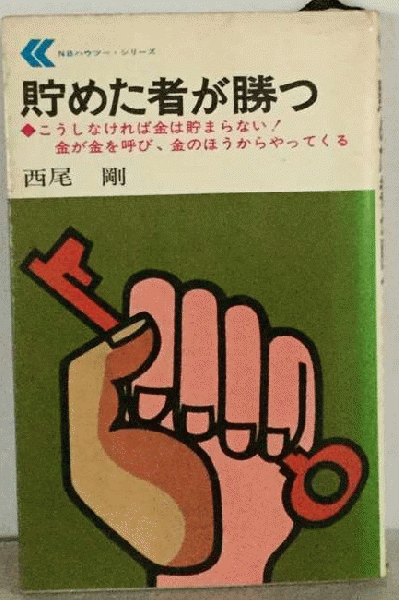 NBハウツー・シリーズ
貯めた者が勝つ
◆こうしなければ金は貯まらない!
金が金を呼び、金のほうからやってくる
西尾 剛